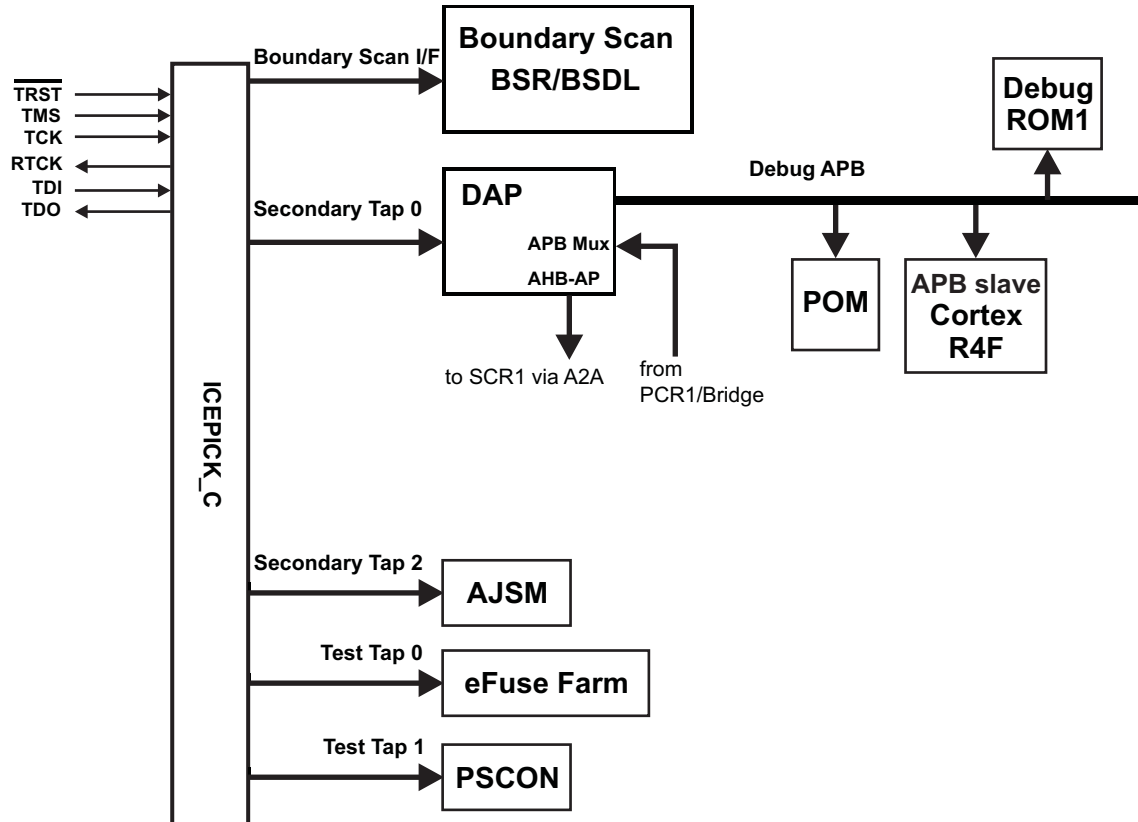 Boundary Scan I/F
Boundary Scan
BSR/BSDL
TRST
TMS
TCK
RTCK
TDI
TDO
Debug
ROM1
Debug APB
Secondary Tap 0
DAP
APB Mux
AHB-AP
POM
APB slave
Cortex
R4F
to SCR1 via A2A
from
PCR1/Bridge
ICEPICK_C
Secondary Tap 2
AJSM
Test Tap 0
eFuse Farm
Test Tap 1
PSCON